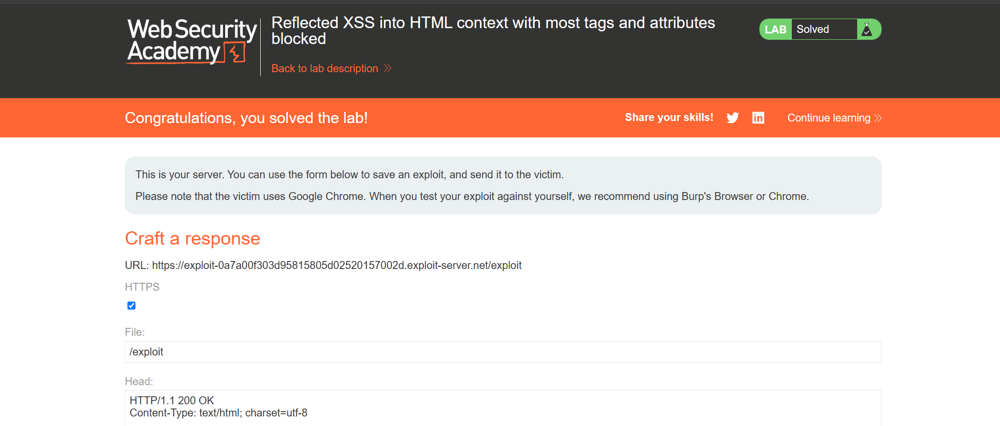 Web Security
Academy
Reflected XSS into HTML context with most tags and attributes
blocked
Back to lab description
LAB Solved
Congratulations, you solved the lab!
Share your skills!
Continue learning
This is your server. You can use the form below to save an exploit, and send it to the victim.
Please note that the victim uses Google Chrome. When you test your exploit against yourself, we recommend using Burp's Browser or Chrome.
Craft a response
URL: https://exploit-0a7a00f303d95815805d02520157002d.exploit-server.net/exploit
HTTPS
File:
/exploit
Head:
HTTP/1.1 200 OK
Content-Type: text/html; charset=utf-8